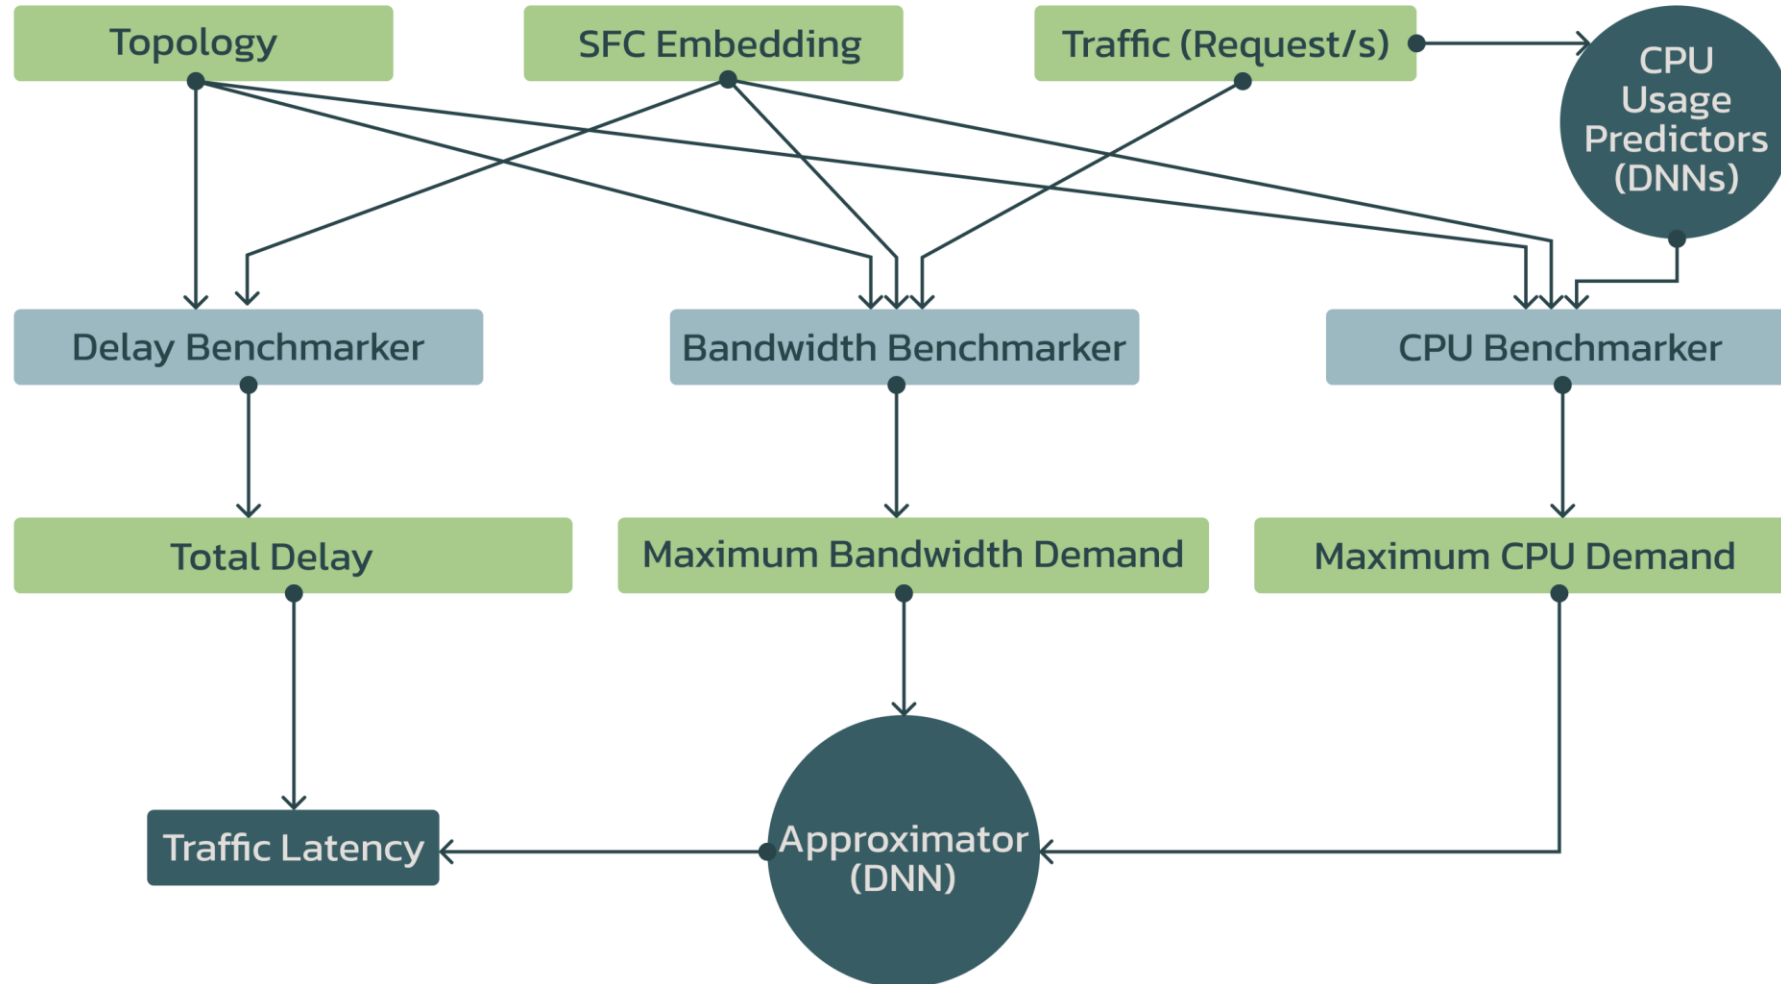 Topology
SFC Embedding
Traffic (Request/s)
CPU
Usage
Predictors
(DNNs)
Delay Benchmarker
Bandwidth Benchmarker
CPU Benchmarker
Total Delay
Maximum Bandwidth Demand
Maximum CPU Demand
Traffic Latency
Approximator
(DNN)